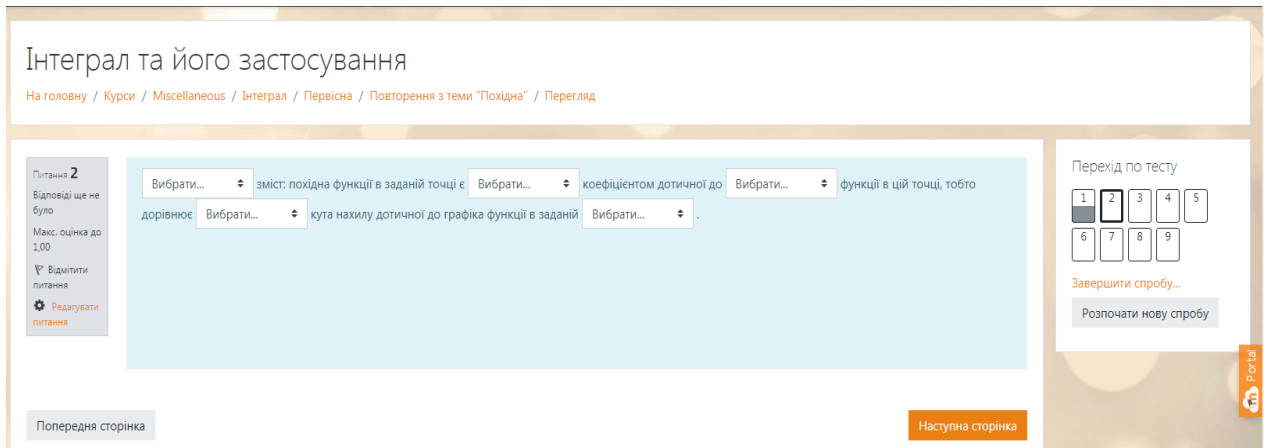 Інтеграл та його застосування
На головну / Курси / Miscellaneous / Інтеграл / Первісна / Повторення з теми "Похідна" / Перегляд
Питання 2
Відповіді ще не
було
Макс. оцінка до
1,00
Відмітити
питання
Редагувати
питання
Вибрати... зміст: похідна функції в заданій точці є Вибрати... коефіцієнтом дотичної до Вибрати... функції в цій точці, тобто
дорівнює Вибрати... кута нахилу дотичної до графіка функції в заданій Вибрати... .
Попередня сторінка
Наступна сторінка
Перехід по тесту
1 2 3 4 5
6 7 8 9
Завершити спробу...
Розпочати нову спробу
Portal